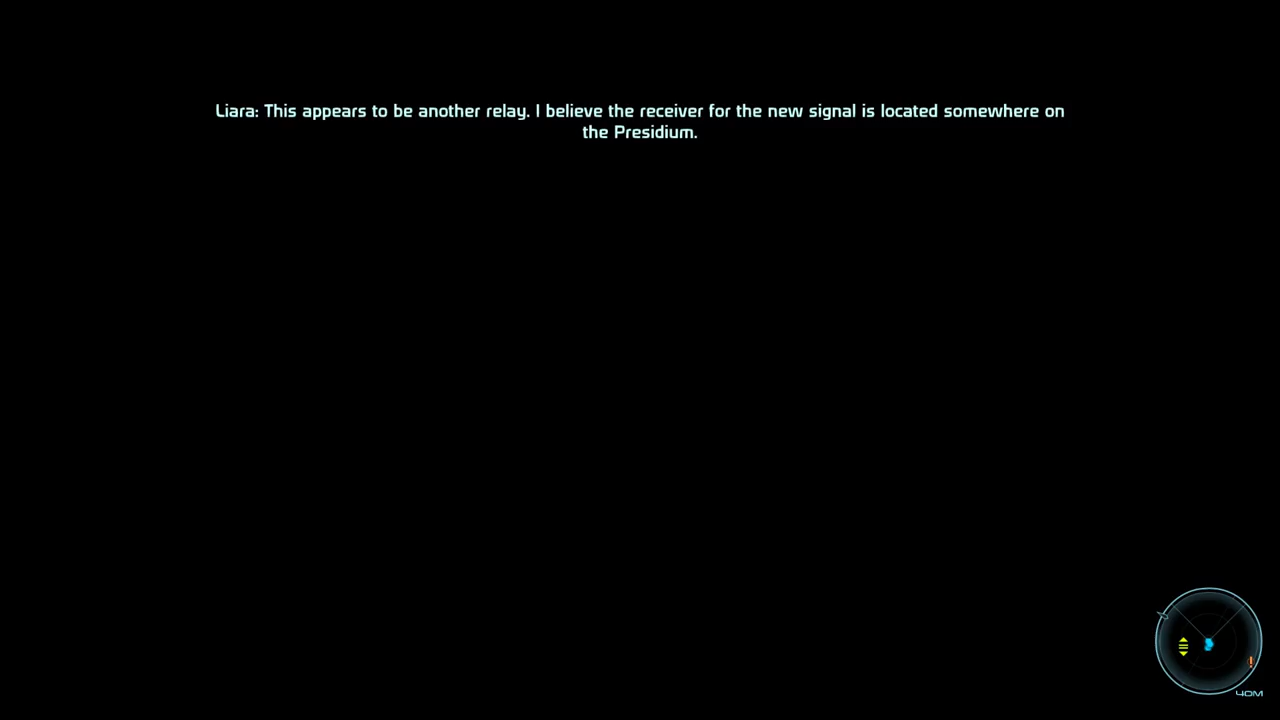 Liara: This appears to be another relay. I believe the receiver for the new signal is located somewhere on
the Presidium.
!
40M